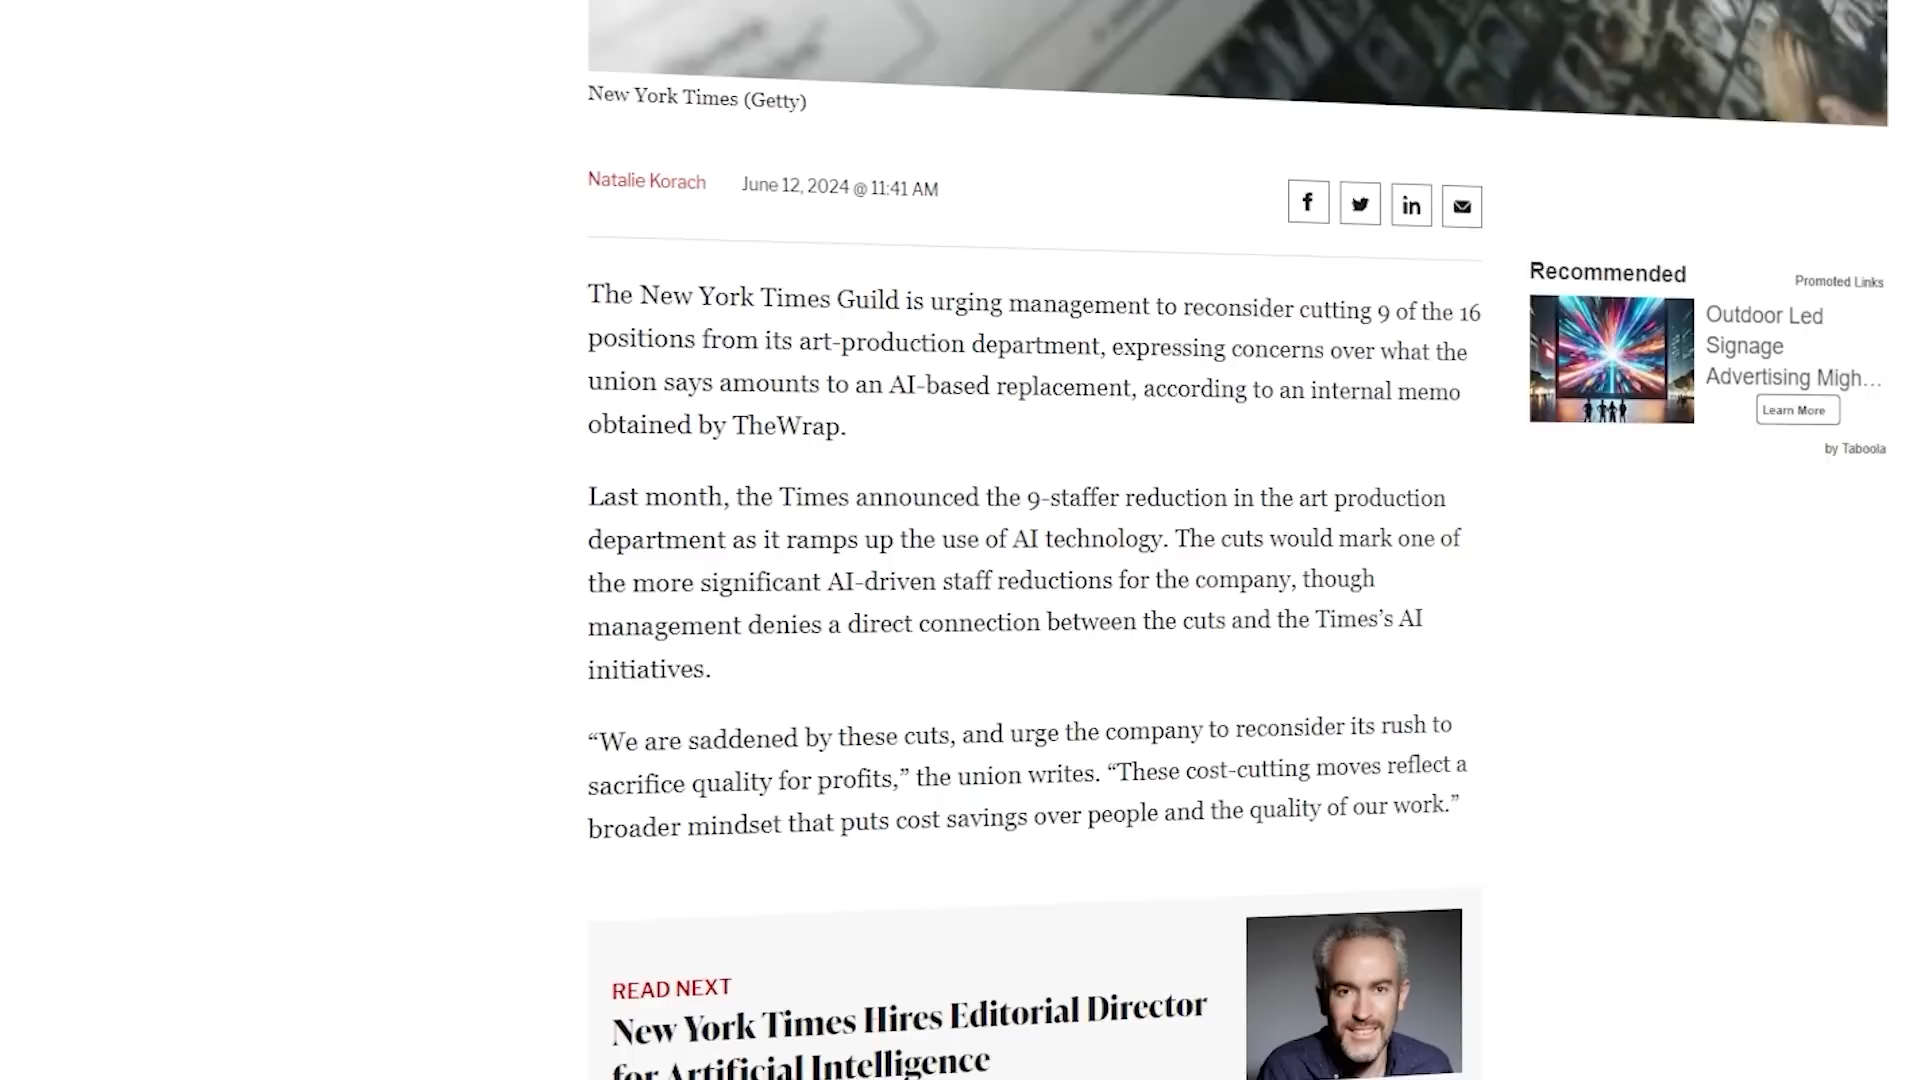 New York Times (Getty)
Natalie Korach June 12, 2024 @ 11:41 AM
f
in
The New York Times Guild is urging management to reconsider cutting 9 of the 16
positions from its art-production department, expressing concerns over what the
union says amounts to an AI-based replacement, according to an internal memo
obtained by TheWrap.
Last month, the Times announced the 9-staffer reduction in the art production
department as it ramps up the use of AI technology. The cuts would mark one of
the more significant AI-driven staff reductions for the company, though
management denies a direct connection between the cuts and the Times’s AI
initiatives.
“We are saddened by these cuts, and urge the company to reconsider its rush to
sacrifice quality for profits,” the union writes. “These cost-cutting moves reflect a
broader mindset that puts cost savings over people and the quality of our work.”
READ NEXT
New York Times Hires Editorial Director
for Artificial Intelligence
Recommended
Promoted Links
Outdoor Led
Signage
Advertising Migh...
Learn More
by Taboola